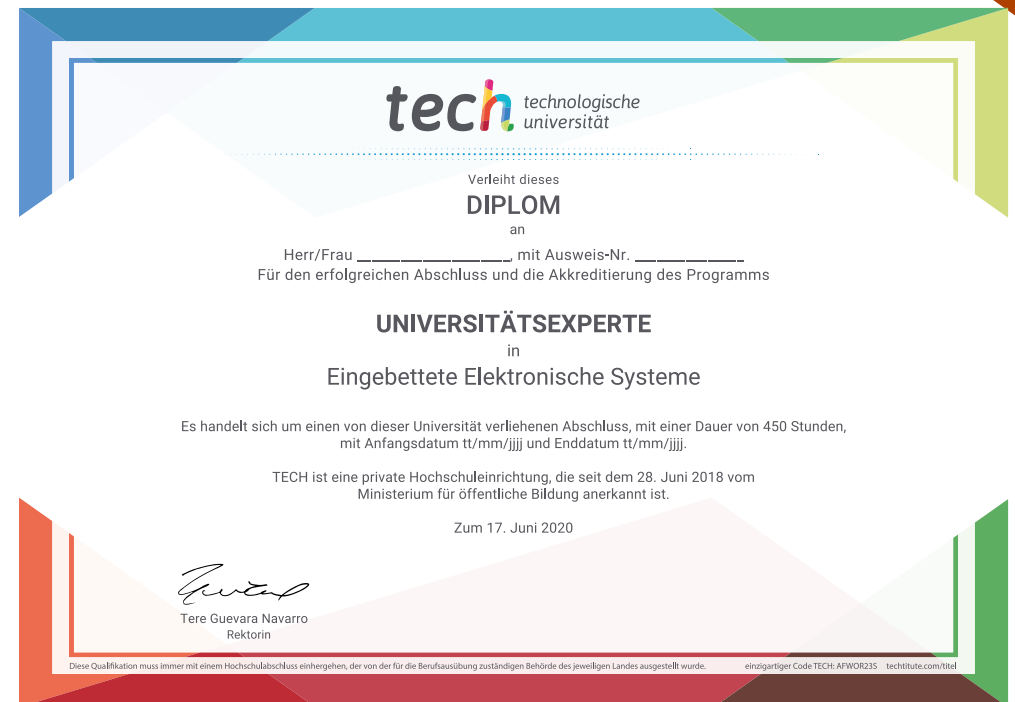 tech technologische
universität
Verleiht dieses
DIPLOM
an
Herr/Frau ____________________, mit Ausweis-Nr. ______________
Für den erfolgreichen Abschluss und die Akkreditierung des Programms
UNIVERSITÄTSEXPERTE
in
Eingebettete Elektronische Systeme
Es handelt sich um einen von dieser Universität verliehenen Abschluss, mit einer Dauer von 450 Stunden,
mit Anfangsdatum tt/mm/jjjj und Enddatum tt/mm/jjjj.
TECH ist eine private Hochschuleinrichtung, die seit dem 28. Juni 2018 vom
Ministerium für öffentliche Bildung anerkannt ist.
Zum 17. Juni 2020
Tere Guevara Navarro
Rektorin
Diese Qualifikation muss immer mit einem Hochschulabschluss einhergehen, der von der für die Berufsausübung zuständigen Behörde des jeweiligen Landes ausgestellt wurde. einzigartiger Code TECH: AFWOR23S techtitute.com/titel